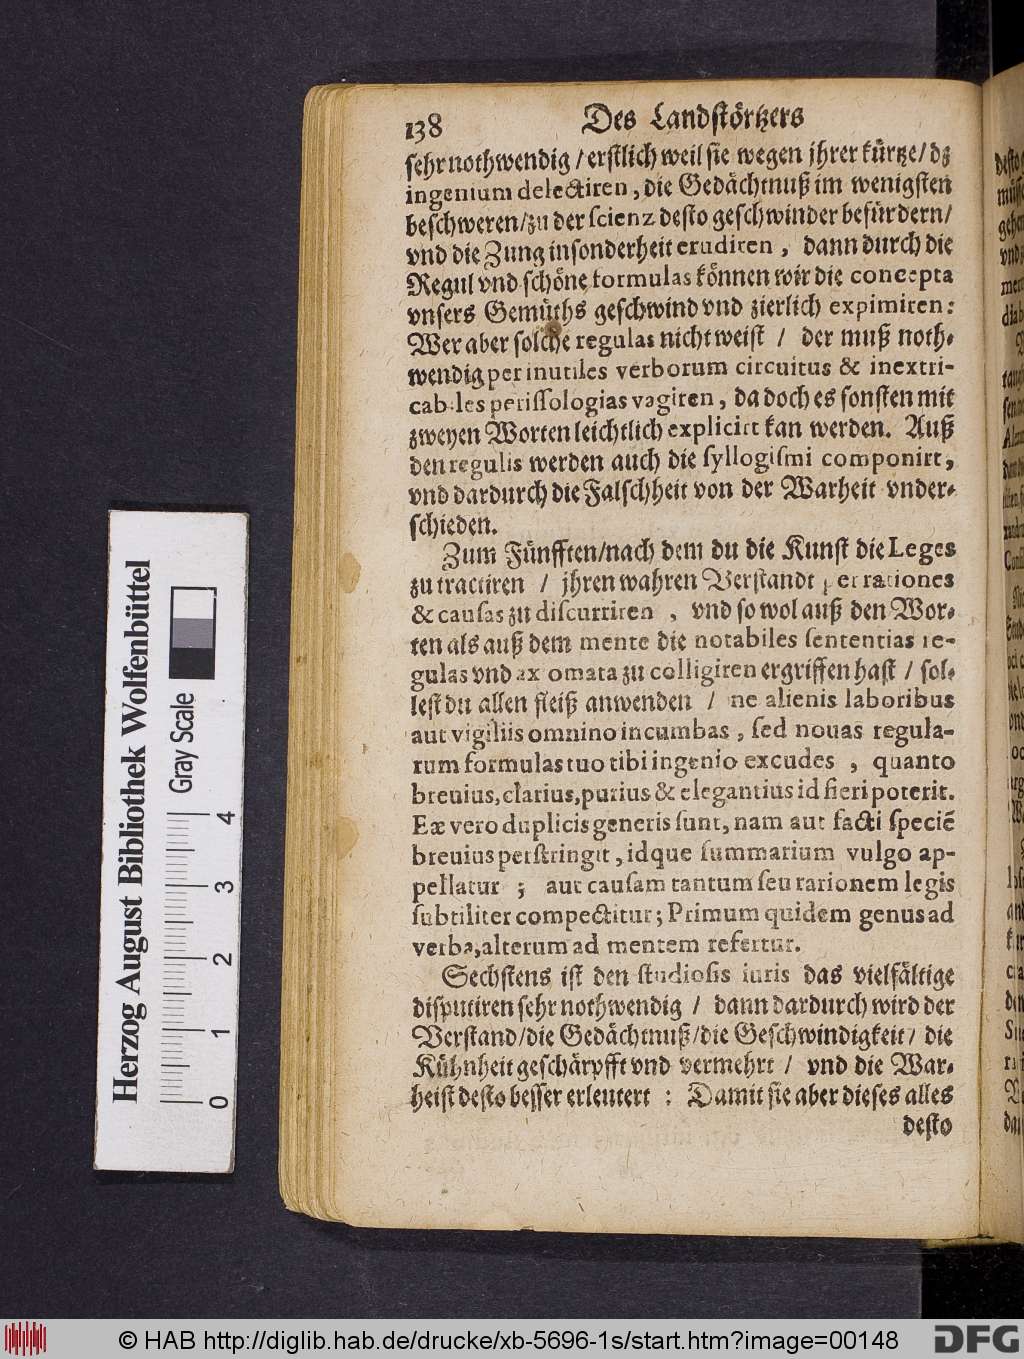 138 Des Landstörtzers
sehr nothwendig / erstlich weil sie wegen jhrer kürtze / dz
ingenium delectiren, die Gedächtnuß im wenigsten
beschweren / zu der scienz desto geschwinder befürdern /
vnd die Zung insonderheit erudiren, dann durch die
Regul vnd schöne formulas können wir die concepta
vnsers Gemüths geschwind vnd zierlich expimiren:
Wer aber solche regulas nicht weist / der muß noth-
wendig per inutiles verborum circuitus & inextri-
cabiles perissologias vagiren, da doch es sonsten mit
zweyen Worten leichtlich explicirt kan werden. Auß
den regulis werden auch die syllogismi componirt,
vnd dardurch die Falschheit von der Warheit vnder-
schieden.
Zum Fünfften / nach dem du die Kunst die Leges
zu tractiren / jhren wahren Verstandt per rationes
& causas zu discurriren, vnd so wol auß den Wor-
ten als auß dem mente die notabiles sententias re-
gulas vnd axiomata zu colligiren ergriffen hast / sol-
lest du allen fleiß anwenden / ne alienis laboribus
aut vigiliis omnino incumbas, sed nouas regula-
rum formulas tuo tibi ingenio excudes, quanto
breuius, clarius, purius & elegantius id fieri poterit.
Eæ vero duplicis generis sunt, nam aut facti speciē
breuius perstringit, idque summarium vulgo ap-
pellatur; aut causam tantum seu rationem legis
subtiliter compectitur; Primum quidem genus ad
verba, alterum ad mentem refertur.
Sechstens ist den studiosis iuris das vielfältige
disputiren sehr nothwendig / dann dardurch wird der
Verstand / die Gedächtnuß / die Geschwindigkeit / die
Kühnheit geschärpfft vnd vermehrt / vnd die War-
heist desto besser erleutert : Damit sie aber dieses alles
desto
Herzog August Bibliothek Wolfenbüttel
Gray Scale
0 1 2 3 4
© HAB http://diglib.hab.de/drucke/xb-5696-1s/start.htm?image=00148
DFG